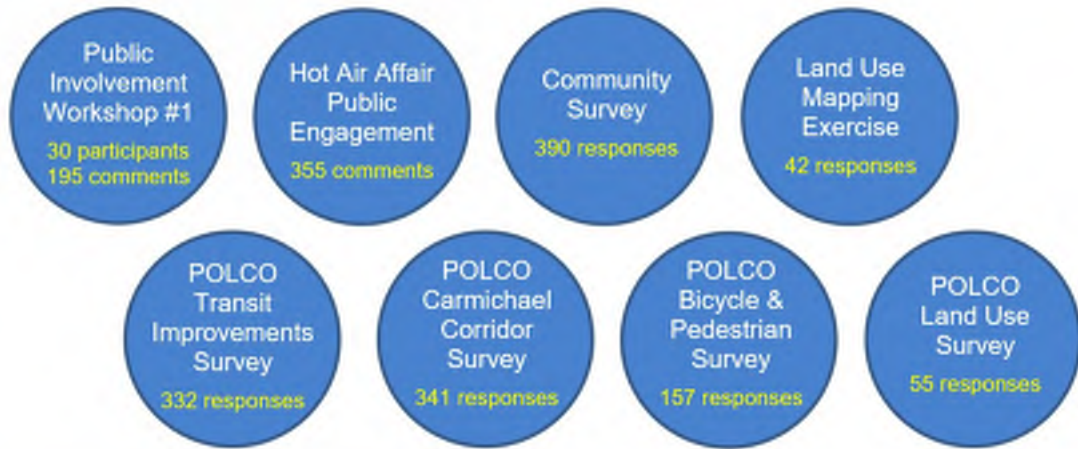 Public
Involvement
Workshop #1
30 participants
195 comments
Hot Air Affair
Public
Engagement
355 comments
Community
Survey
390 responses
Land Use
Mapping
Exercise
42 responses
POLCO
Transit
Improvements
Survey
332 responses
POLCO
Carmichael
Corridor
Survey
341 responses
POLCO
Bicycle &
Pedestrian
Survey
157 responses
POLCO
Land Use
Survey
55 responses